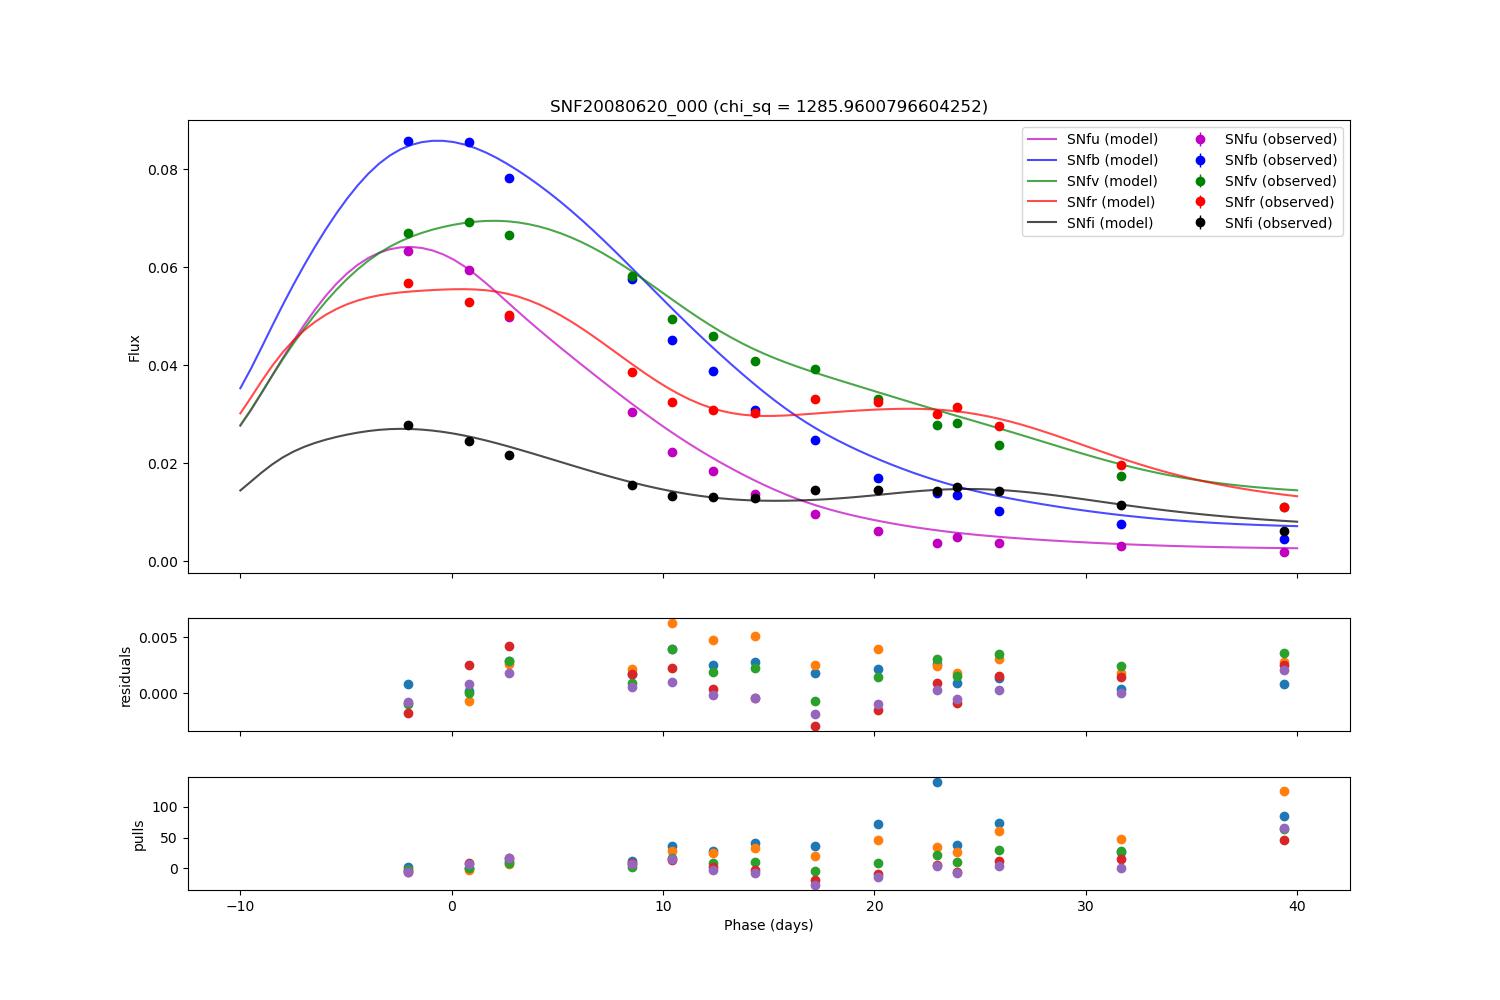 SNF20080620_000 (chi_sq = 1285.9600796604252)
SNfu (model) SNfu (observed)
SNfb (model) SNfb (observed)
SNfv (model) SNfv (observed)
SNfr (model) SNfr (observed)
SNfi (model) SNfi (observed)
Flux
0.08
0.06
0.04
0.02
0.00
residuals
0.005
0.000
pulls
100
50
0
−10 0 10 20 30 40
Phase (days)